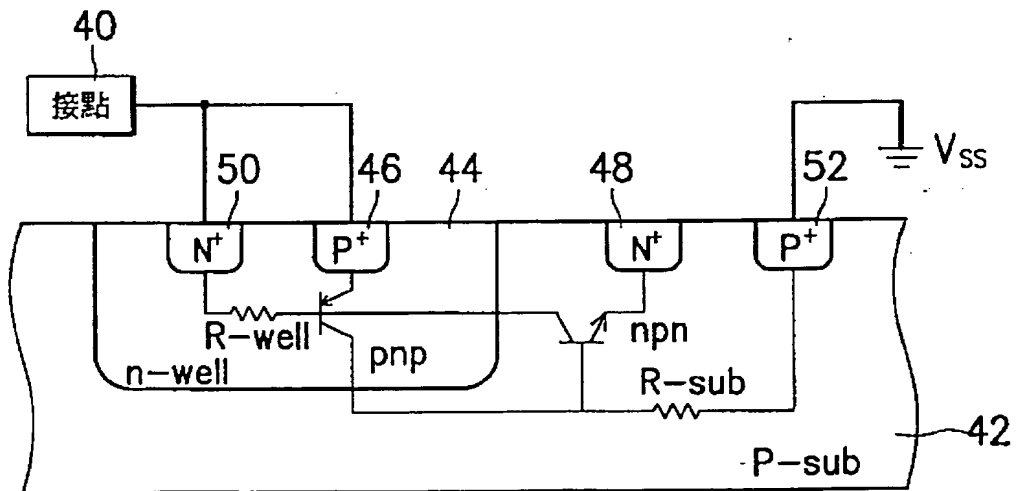 40
接點
50
46
44
48
52
V_SS
N+
P+
N+
P+
R-well
pnp
npn
n-well
R-sub
42
P-sub